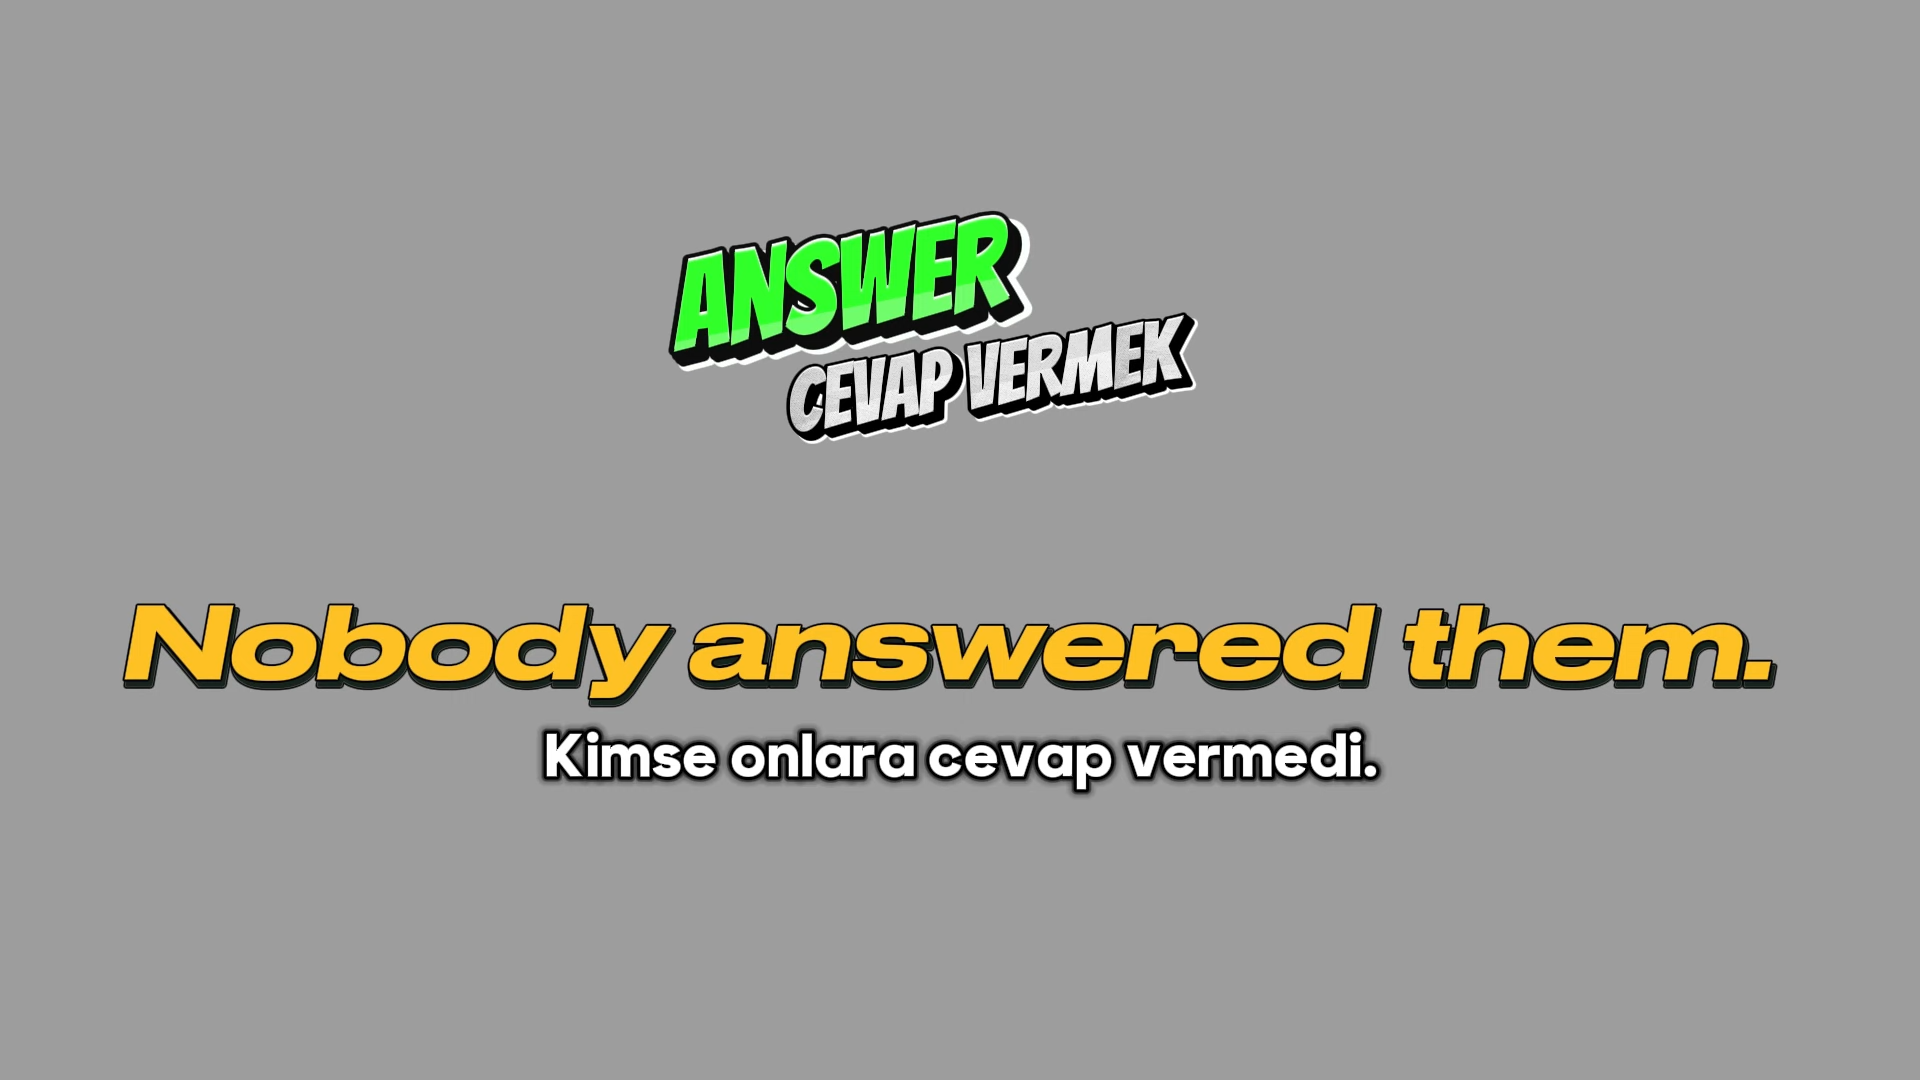 ANSWER
CEVAP VERMEK
Nobody answered them.
Kimse onlara cevap vermedi.